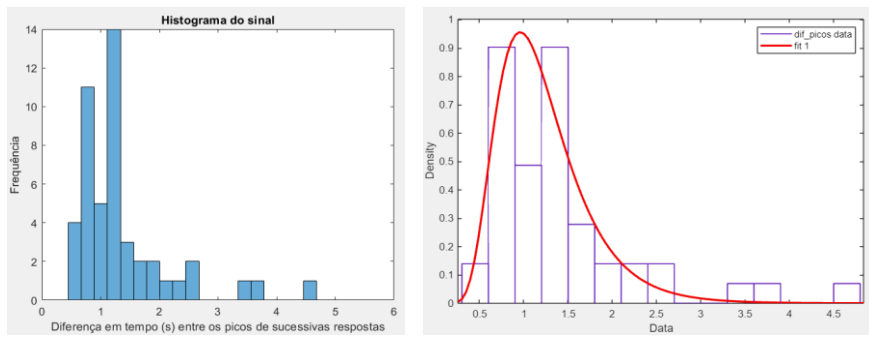 Histograma do sinal
14
12
10
8
6
4
2
0
Frequência
0 1 2 3 4 5 6
Diferença em tempo (s) entre os picos de sucessivas respostas
1
0.9
0.8
0.7
0.6
0.5
0.4
0.3
0.2
0.1
0
Density
dif_picos data
fit 1
0.5 1 1.5 2 2.5 3 3.5 4 4.5
Data